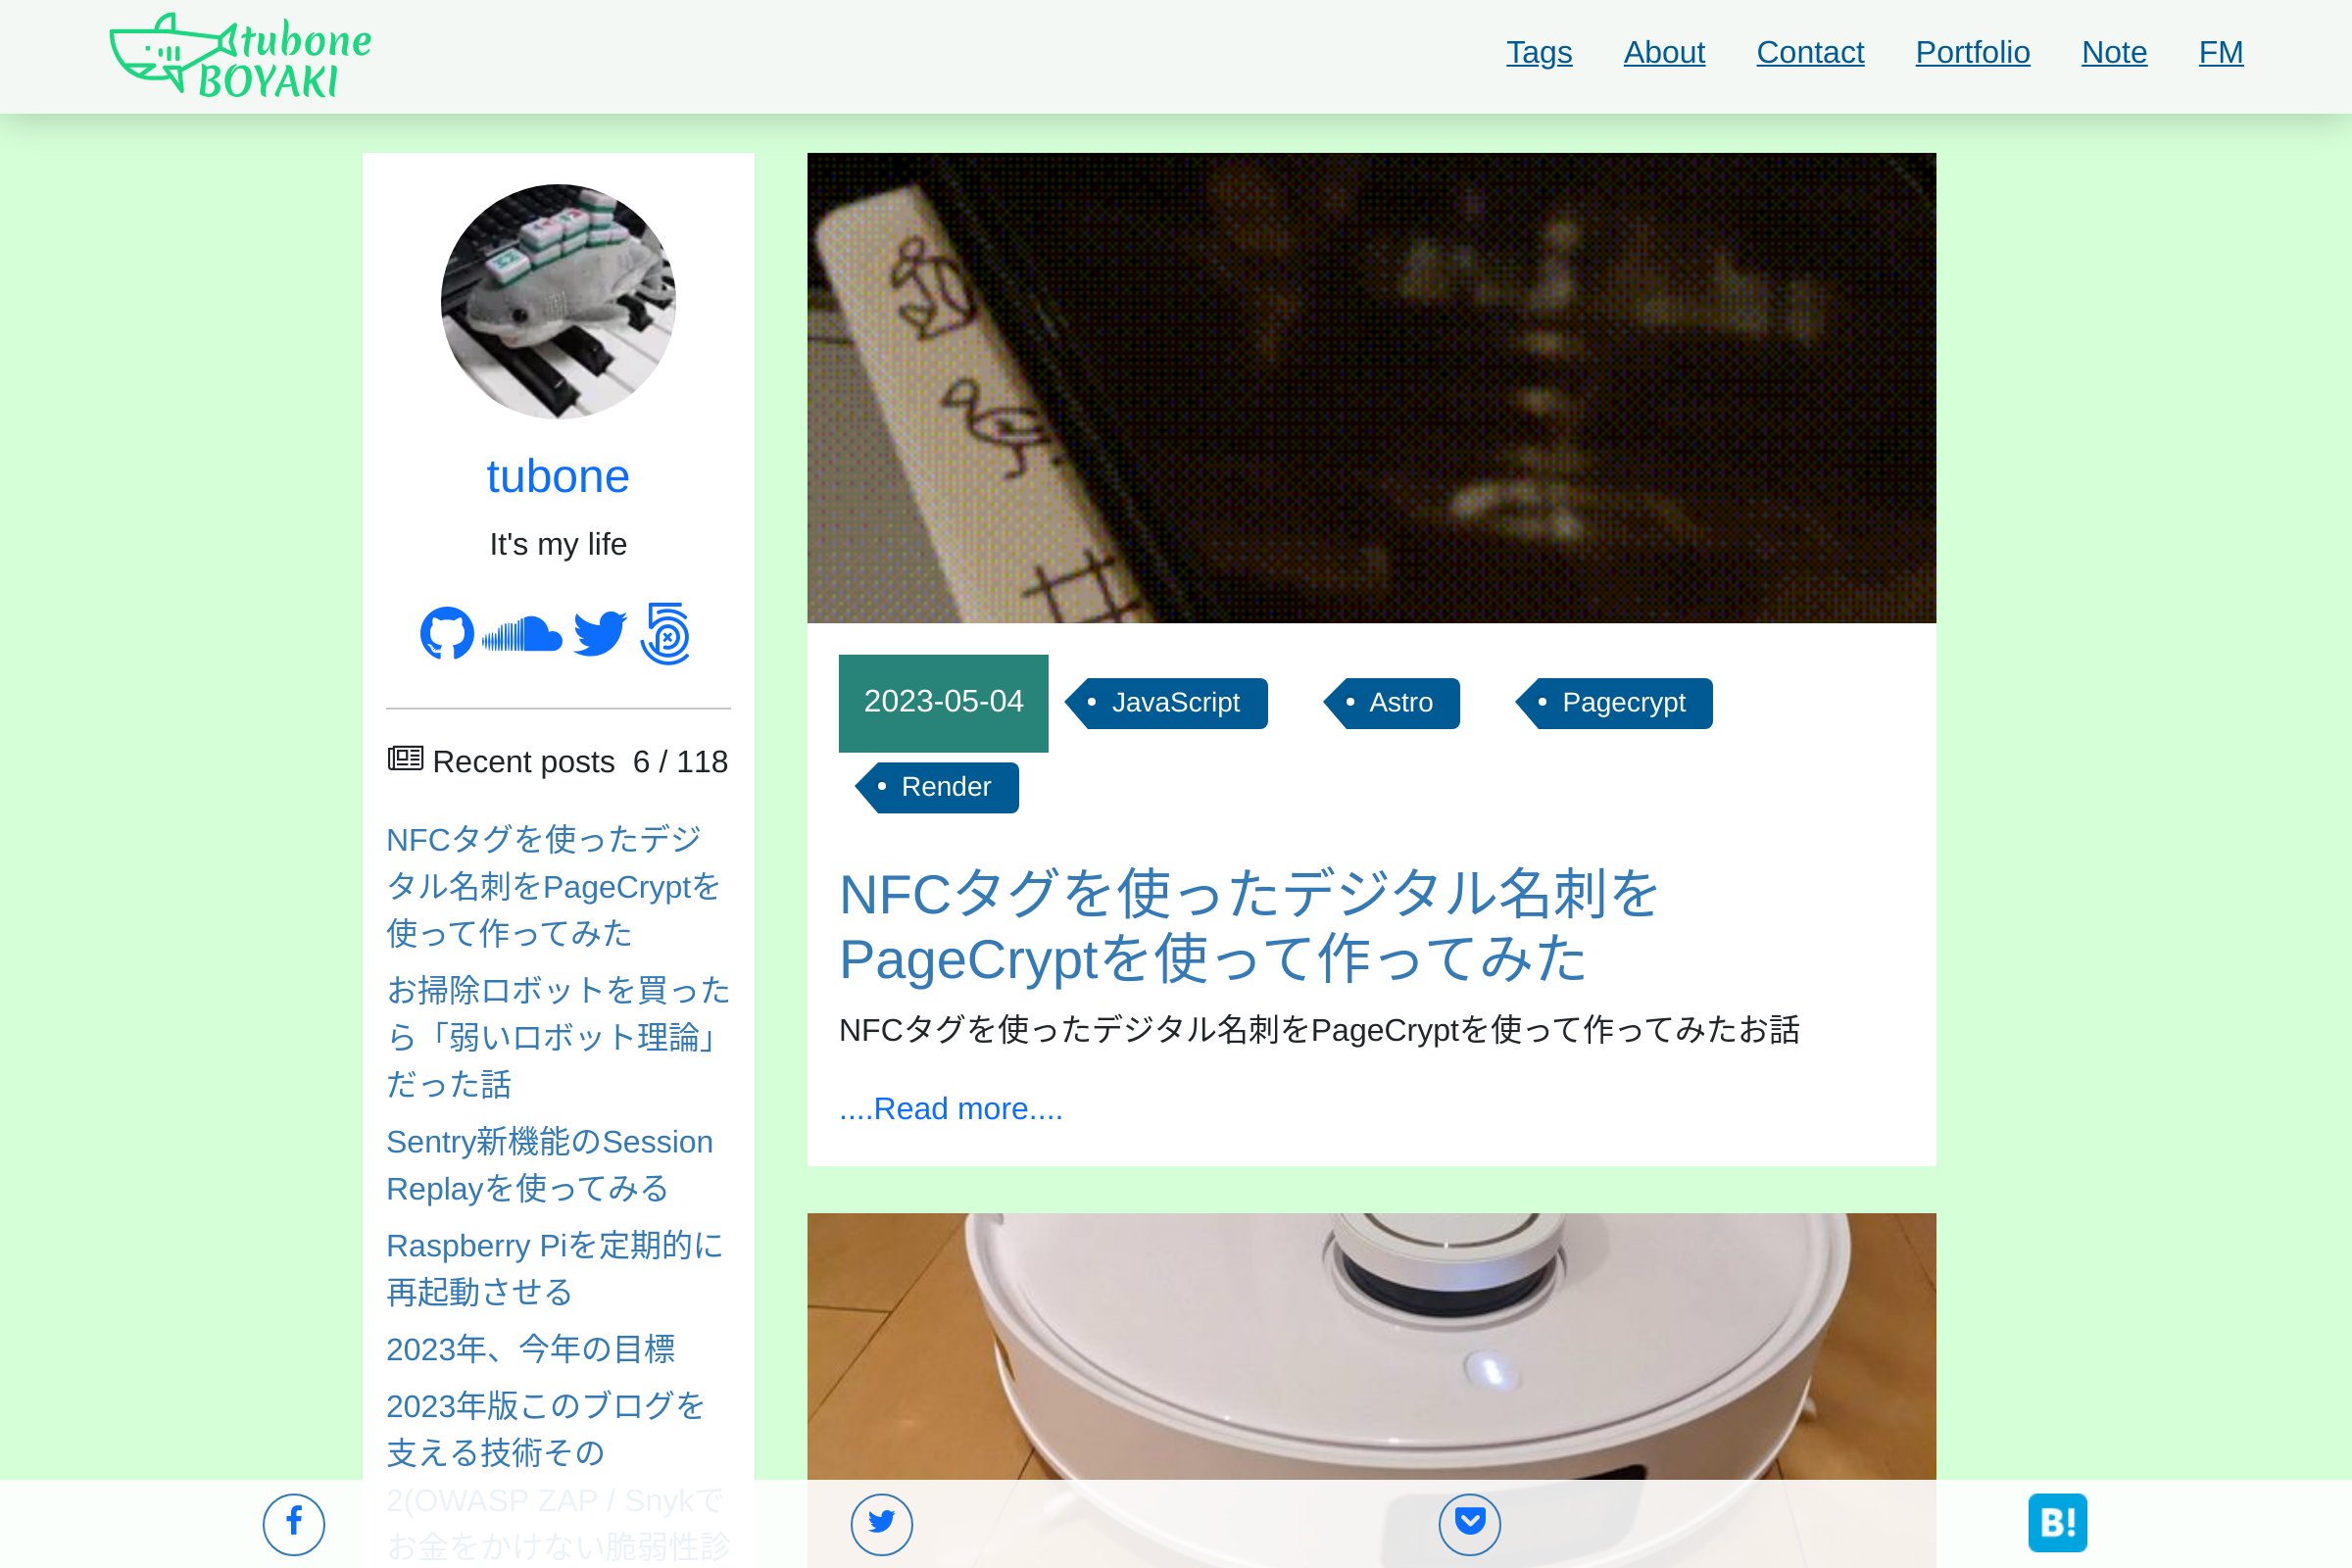 tubone
BOYAKI
Tags About Contact Portfolio Note FM
tubone
It's my life
Recent posts 6 / 118
NFCタグを使ったデジ
タル名刺をPageCryptを
使って作ってみた
お掃除ロボットを買った
ら「弱いロボット理論」
だった話
Sentry新機能のSession
Replayを使ってみる
Raspberry Piを定期的に
再起動させる
2023年、今年の目標
2023年版このブログを
支える技術その
2(OWASP ZAP / Snykで
お金をかけない脆弱性診
2023-05-04 JavaScript Astro Pagecrypt
Render
NFCタグを使ったデジタル名刺を
PageCryptを使って作ってみた
NFCタグを使ったデジタル名刺をPageCryptを使って作ってみたお話
....Read more....
B!